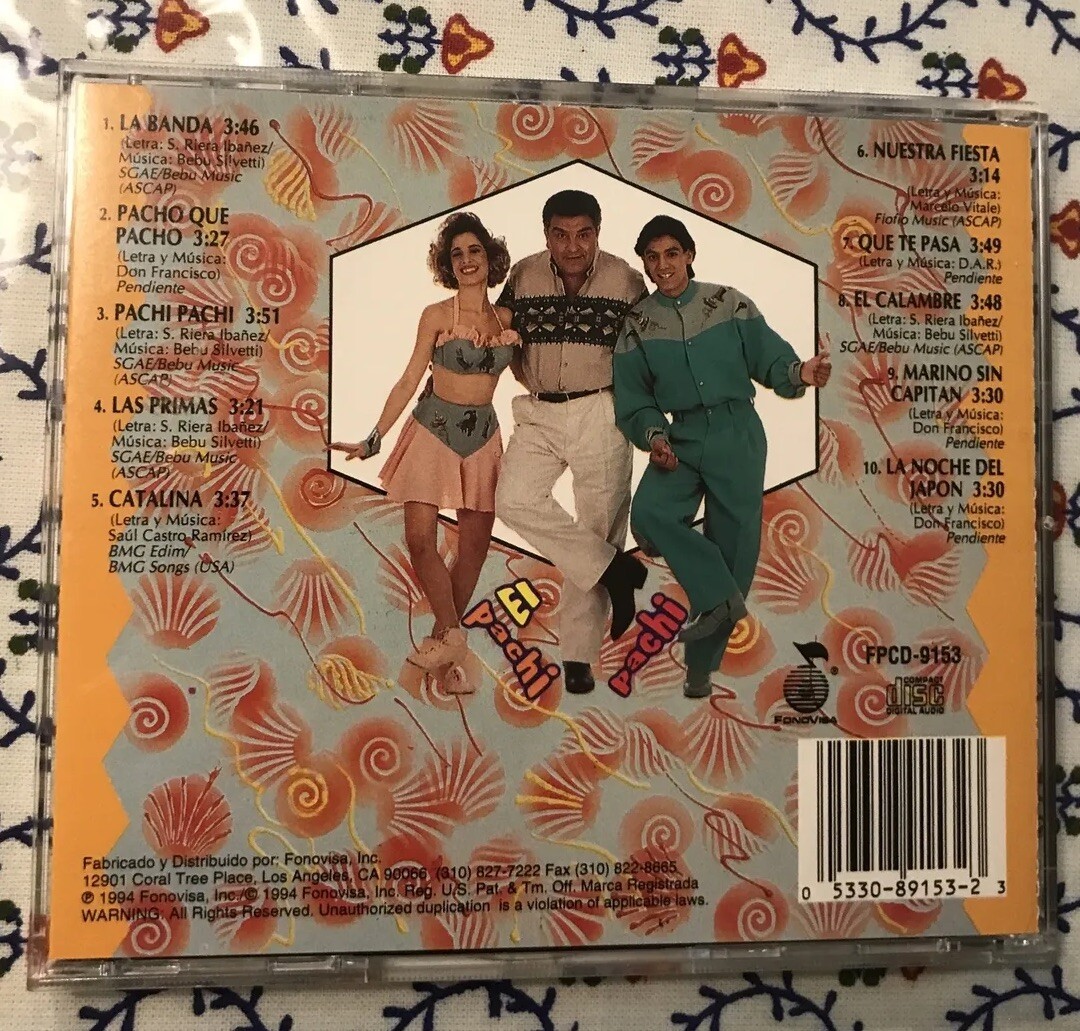 1. LA BANDA 3:46
(Letra: S. Riera Ibañez/
Música: Bebu Silvetti)
SGAE/Bebu Music
(ASCAP)
2. PACHO QUE
PACHO 3:27
(Letra y Música:
Don Francisco)
Pendiente
3. PACHI PACHI 3:51
(Letra: S. Riera Ibañez/
Música: Bebu Silvetti)
SGAE/Bebu Music
(ASCAP)
4. LAS PRIMAS 3:21
(Letra: S. Riera Ibañez/
Música: Bebu Silvetti)
SGAE/Bebu Music
(ASCAP)
5. CATALINA 3:37
(Letra y Música:
Saúl Castro Ramirez)
BMG Edim/
BMG Songs (USA)
6. NUESTRA FIESTA
3:14
(Letra y Música:
Marcelo Vitale)
Fiorio Music (ASCAP)
7. QUE TE PASA 3:49
(Letra y Música: D.A.R.)
Pendiente
8. EL CALAMBRE 3:48
(Letra: S. Riera Ibañez/
Música: Bebu Silvetti)
SGAE/Bebu Music (ASCAP)
9. MARINO SIN
CAPITAN 3:30
(Letra y Música:
Don Francisco)
Pendiente
10. LA NOCHE DEL
JAPON 3:30
(Letra y Música:
Don Francisco)
Pendiente
El
pachi
pachi
FONOVISA ®
FPCD-9153
COMPACT
disc
DIGITAL AUDIO
Fabricado y Distribuido por: Fonovisa, Inc.
12901 Coral Tree Place, Los Angeles, CA 90066, (310) 827-7222 Fax (310) 822-8665
℗ 1994 Fonovisa, Inc./© 1994 Fonovisa, Inc. Reg. U.S. Pat. & Tm. Off. Marca Registrada
WARNING: All Rights Reserved. Unauthorized duplication is a violation of applicable laws.
0 5330-89153-2 3